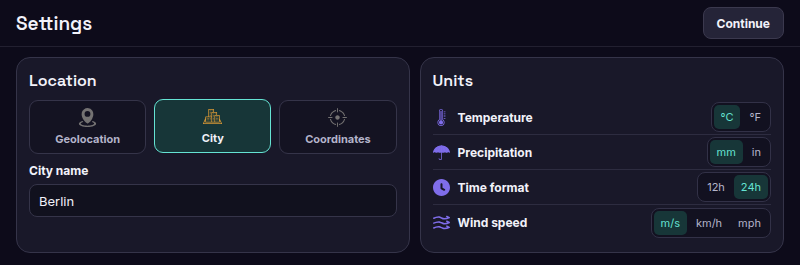 Settings
Continue
Location
Geolocation
City
Coordinates
City name
Berlin
Units
Temperature
°C
°F
Precipitation
mm
in
Time format
12h
24h
Wind speed
m/s
km/h
mph